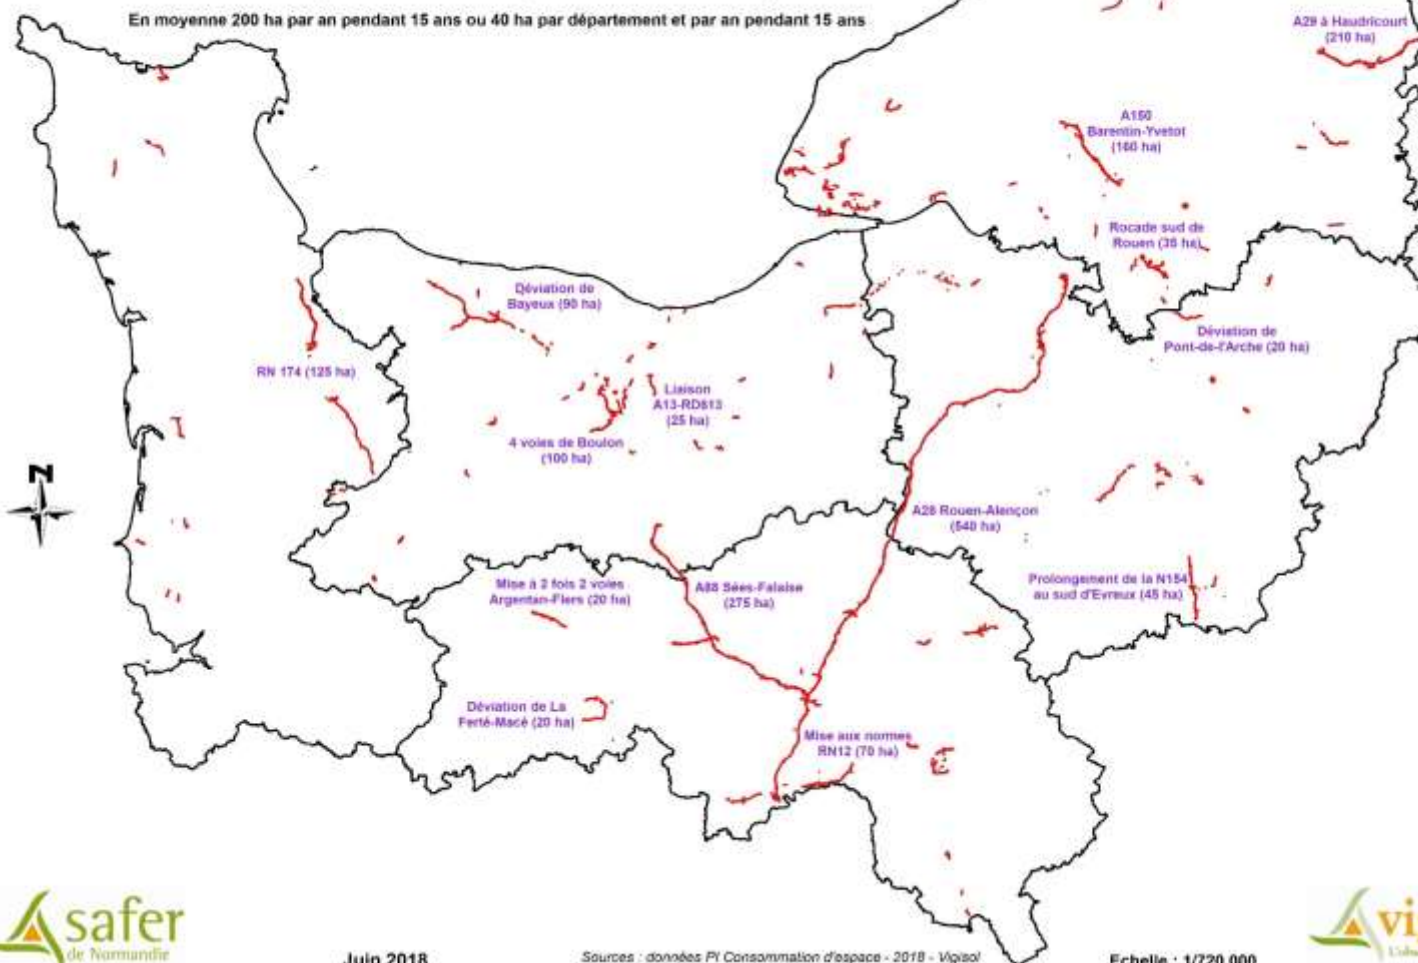 En moyenne 200 ha par an pendant 15 ans ou 40 ha par département et par an pendant 15 ans
A29 à Haudricourt
(210 ha)
A150
Barentin-Yvetot
(160 ha)
Rocade sud de
Rouen (35 ha)
Déviation de
Bayeux (90 ha)
Déviation de
Pont-de-l'Arche (20 ha)
RN 174 (125 ha)
Liaison
A13-RD613
(25 ha)
4 voies de Boulon
(100 ha)
A28 Rouen-Alençon
(540 ha)
Mise à 2 fois 2 voies
Argentan-Flers (20 ha)
A88 Sées-Falaise
(275 ha)
Prolongement de la N154
au sud d'Evreux (45 ha)
Déviation de La
Ferté-Macé (20 ha)
Mise aux normes
RN12 (70 ha)
N
safer
de Normandie
Juin 2018
Sources : données PI Consommation d'espace - 2018 - Vigisol
Echelle : 1/720 000
vi